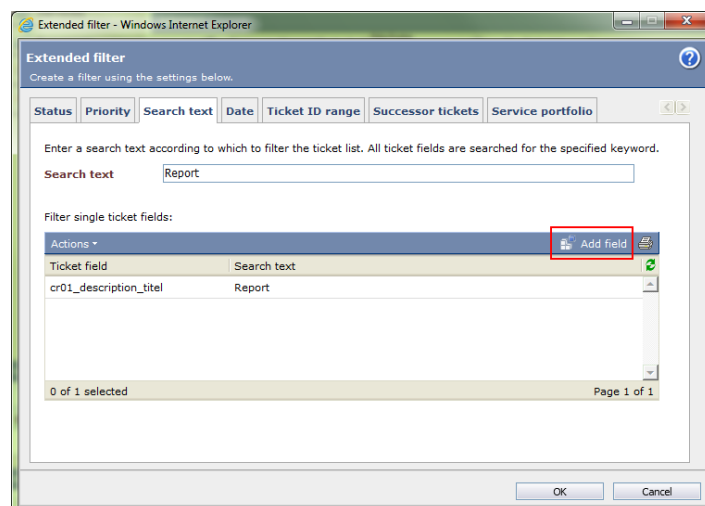 Extended filter - Windows Internet Explorer
Extended filter
Create a filter using the settings below.
Status Priority Search text Date Ticket ID range Successor tickets Service portfolio
Enter a search text according to which to filter the ticket list. All ticket fields are searched for the specified keyword.
Search text Report
Filter single ticket fields:
Actions Add field
Ticket field Search text
cr01_description_titel Report
0 of 1 selected Page 1 of 1
OK Cancel